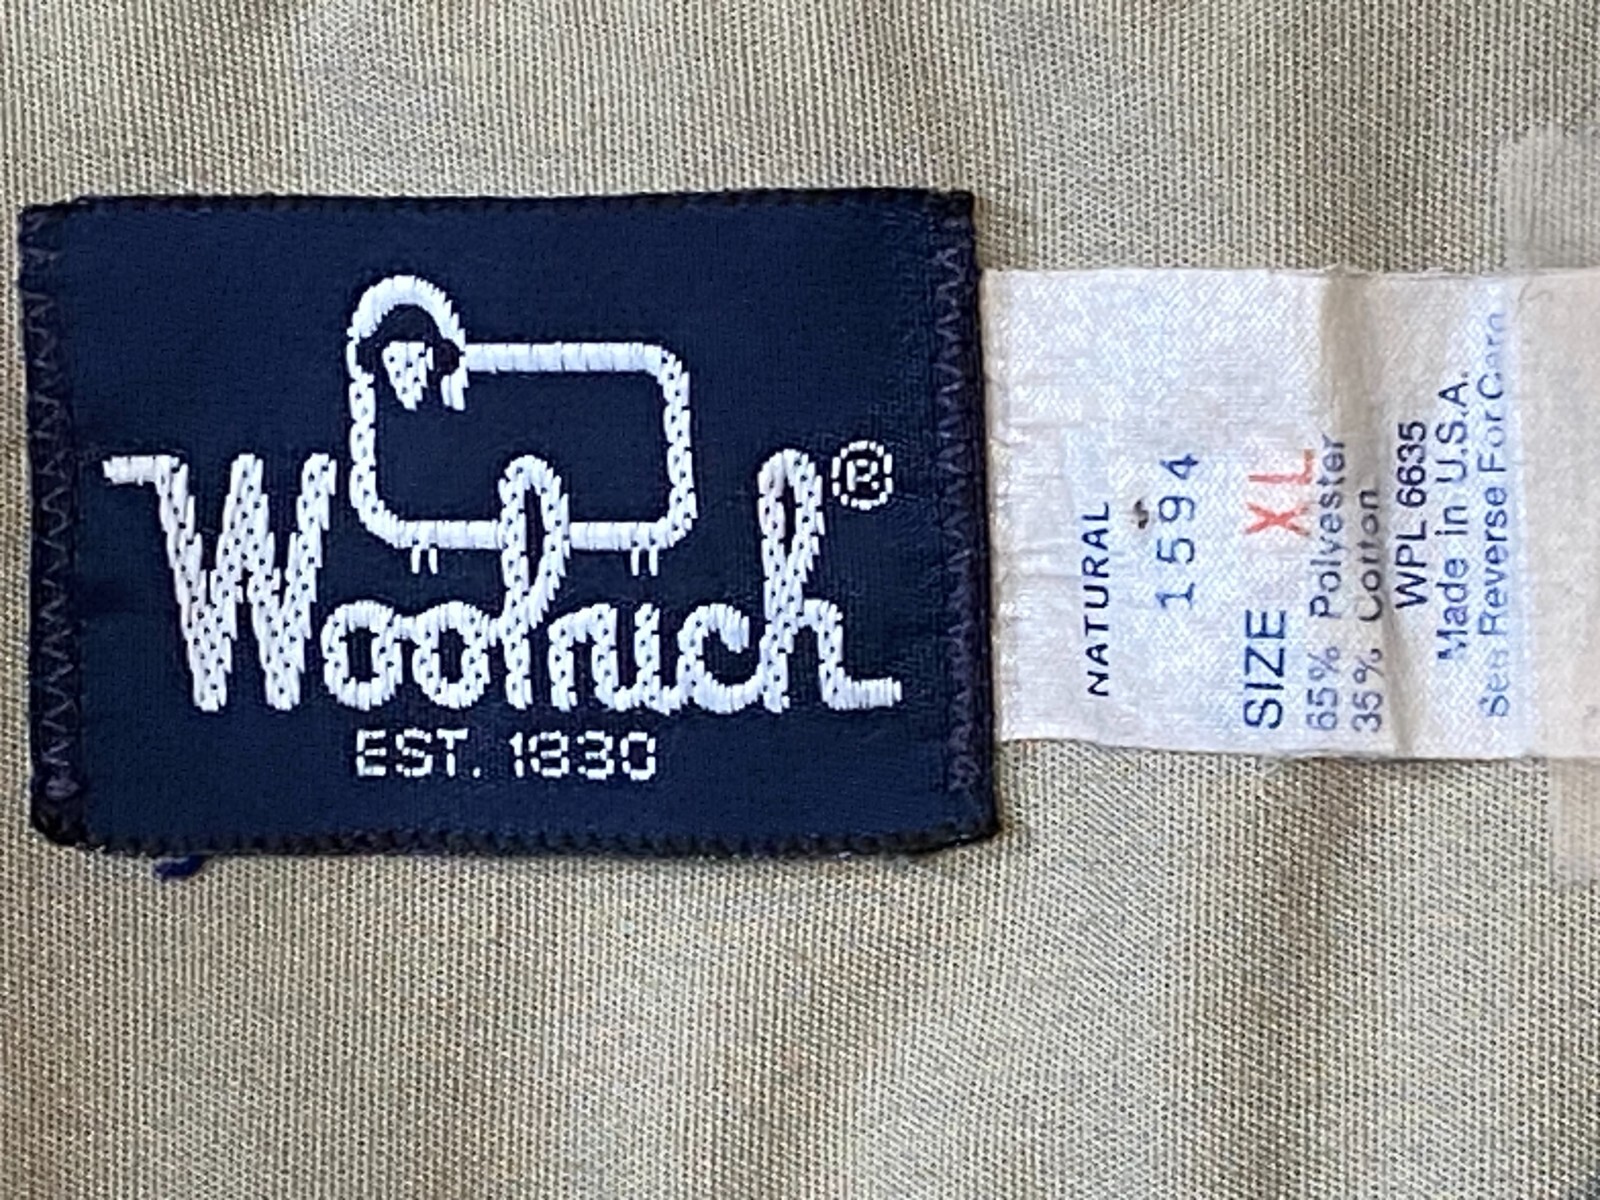 Woolrich®
EST. 1830
NATURAL
1594
SIZE XL
65% Polyester
35% Cotton
WPL 6635
Made in U.S.A.
See Reverse For Care